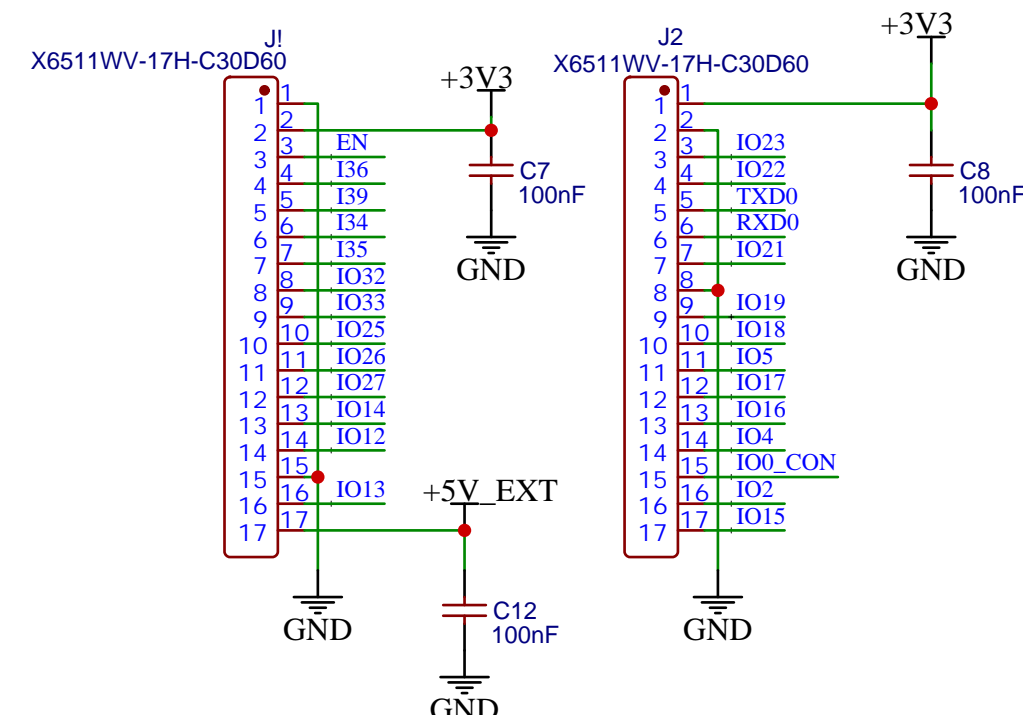 J!
X6511WV-17H-C30D60
1 1
2 2
3 3 EN
4 4 I36
5 5 I39
6 6 I34
7 7 I35
8 8 IO32
9 9 IO33
10 10 IO25
11 11 IO26
12 12 IO27
13 13 IO14
14 14 IO12
15 15
16 16 IO13
17 17
+3V3
C7
100nF
GND
+5V_EXT
C12
100nF
GND
GND
J2
X6511WV-17H-C30D60
1 1
2 2
3 3 IO23
4 4 IO22
5 5 TXD0
6 6 RXD0
7 7 IO21
8 8
9 9 IO19
10 10 IO18
11 11 IO5
12 12 IO17
13 13 IO16
14 14 IO4
15 15 IO0_CON
16 16 IO2
17 17 IO15
+3V3
C8
100nF
GND
GND